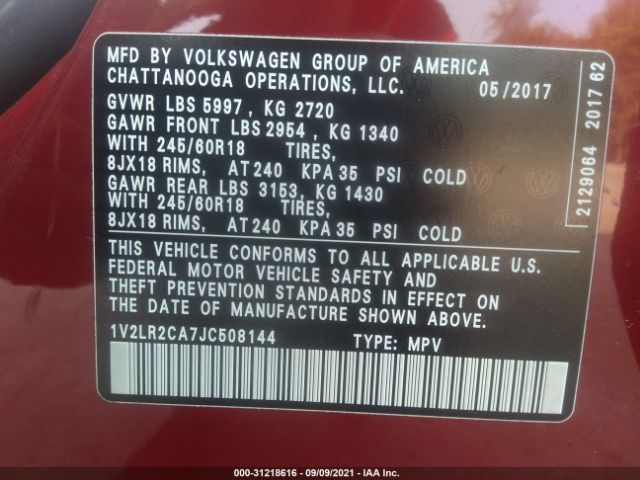 MFD BY VOLKSWAGEN GROUP OF AMERICA
CHATTANOOGA OPERATIONS, LLC. 05/2017
GVWR LBS 5997 , KG 2720
GAWR FRONT LBS 2954 , KG 1340
WITH 245/60R18 TIRES,
8JX18 RIMS, AT 240 KPA 35 PSI COLD
GAWR REAR LBS 3153, KG 1430
WITH 245/60R18 TIRES,
8JX18 RIMS, AT 240 KPA 35 PSI COLD
THIS VEHICLE CONFORMS TO ALL APPLICABLE U.S.
FEDERAL MOTOR VEHICLE SAFETY AND
THEFT PREVENTION STANDARDS IN EFFECT ON
THE DATE OF MANUFACTURE SHOWN ABOVE
1V2LR2CA7JC508144 TYPE: MPV
2129064 2017 62
000-31218616 - 09/09/2021 - IAA Inc.